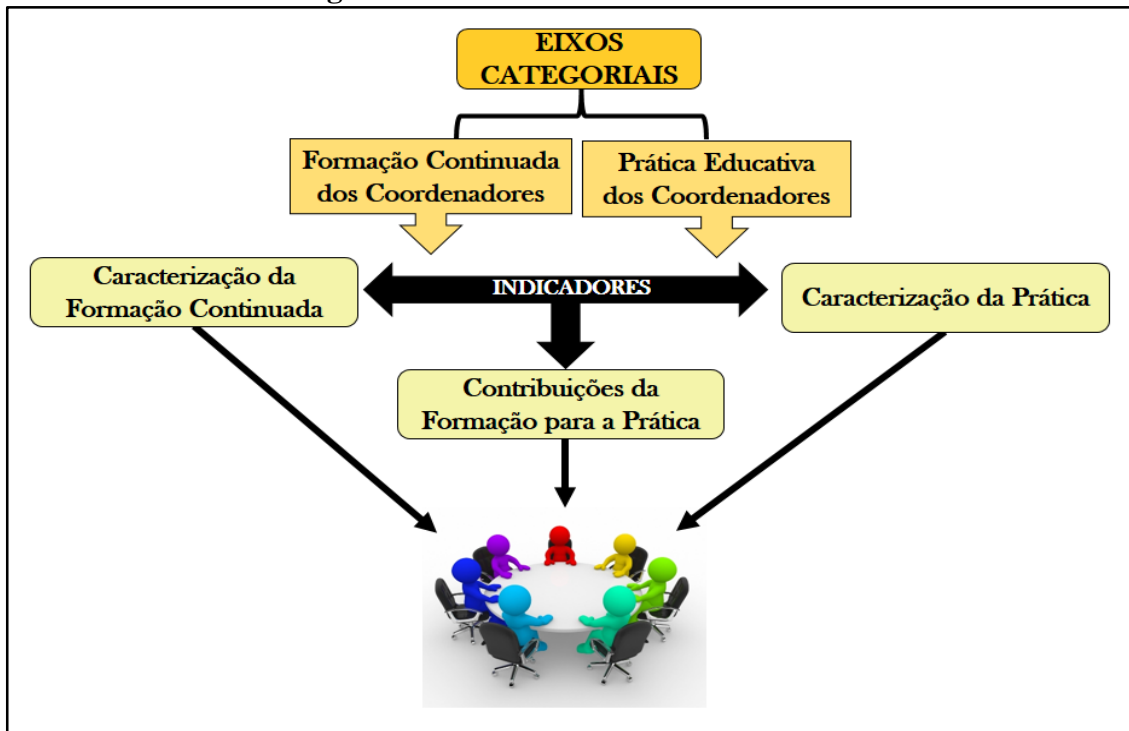 EIXOS
CATEGORIAIS
Formação Continuada
dos Coordenadores
Prática Educativa
dos Coordenadores
Caracterização da
Formação Continuada
INDICADORES
Caracterização da Prática
Contribuições da
Formação para a Prática